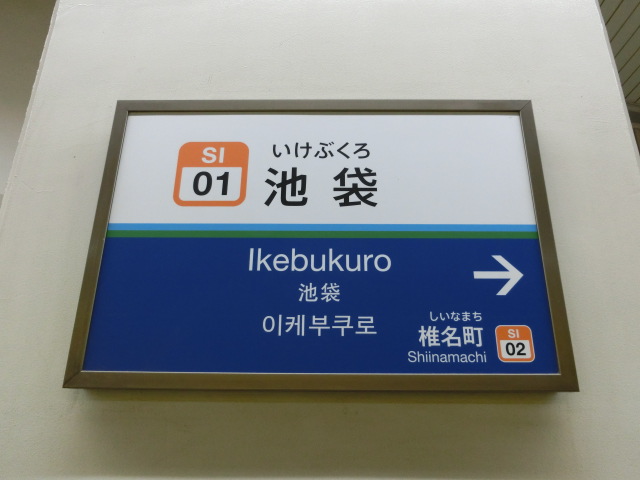 SI
01
いけぶくろ
池袋
Ikebukuro
池袋
이케부쿠로
→
しいなまち
椎名町
Shiinamachi
SI
02